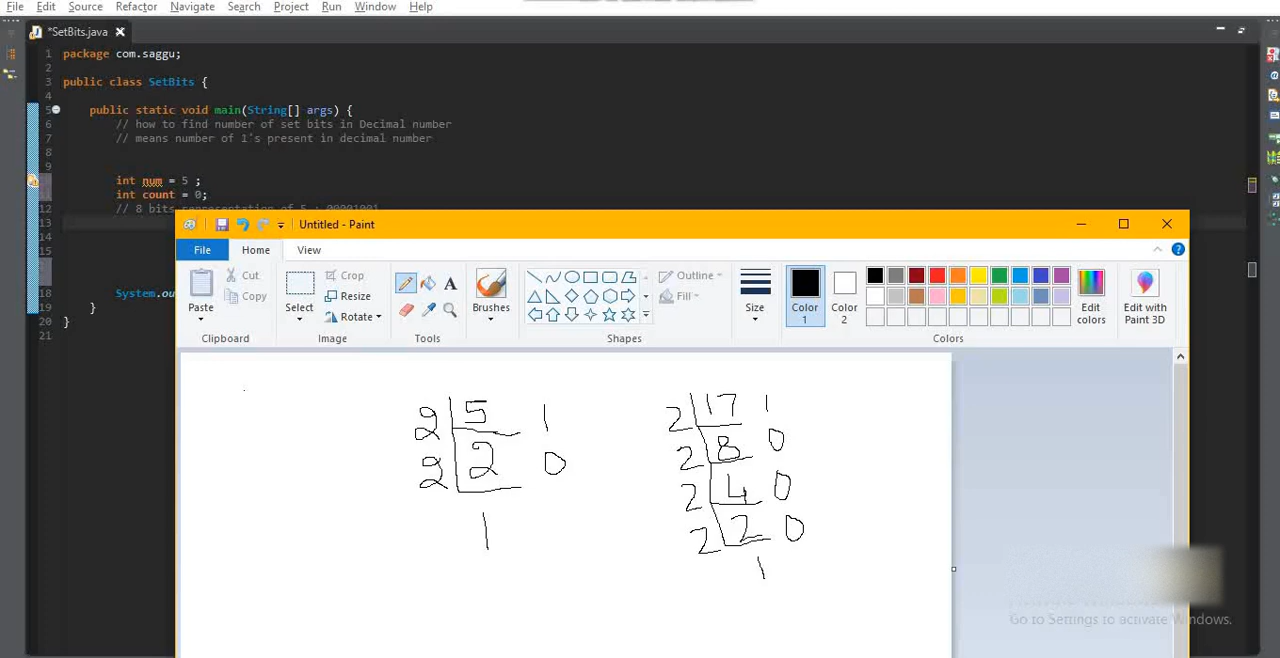 File Edit Source Refactor Navigate Search Project Run Window Help
*SetBits.java
1 package com.saggu;
2
3 public class SetBits {
4
5 public static void main(String[] args) {
6 // how to find number of set bits in Decimal number
7 // means number of 1's present in decimal number
8
9
int num = 5 ;
int count = 0;
12 // 8 bits representation of 5 : 00001001
13
14
15
18 System.ou
19 }
20 }
21
Untitled - Paint
File Home View
Paste Cut Copy
Select Crop Resize Rotate
A
Brushes
Outline Fill
Size
Color 1
Color 2
Edit colors
Edit with Paint 3D
Clipboard Image Tools Shapes Colors
2 5 1
2 2 0
1
2 17 1
2 8 0
2 4 0
2 2 0
1
Go to Settings to activate Windows.